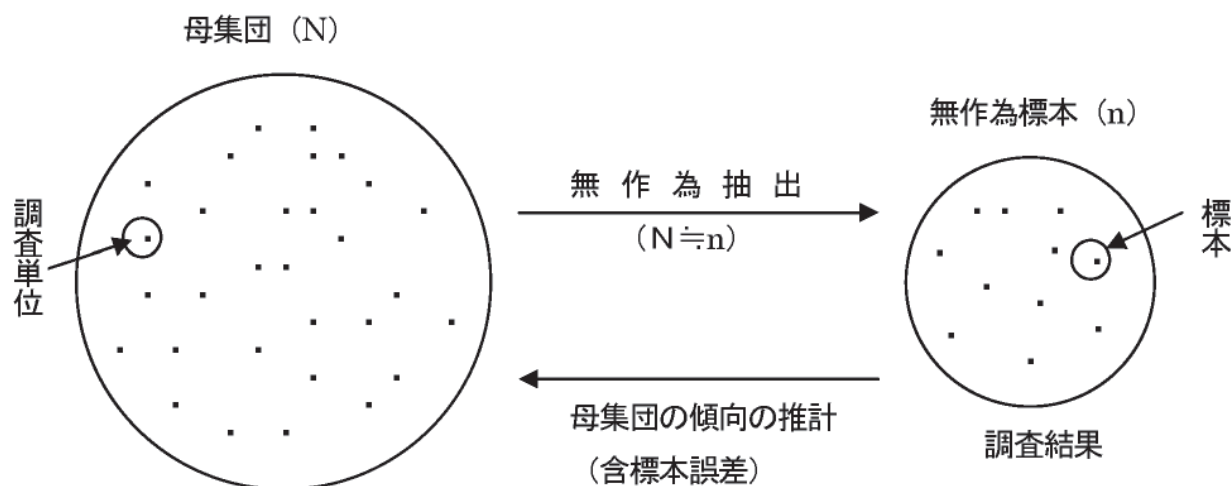 母集団（N）
無作為標本（n）
調査単位
無作為抽出
（N≒n）
標本
母集団の傾向の推計
（含標本誤差）
調査結果